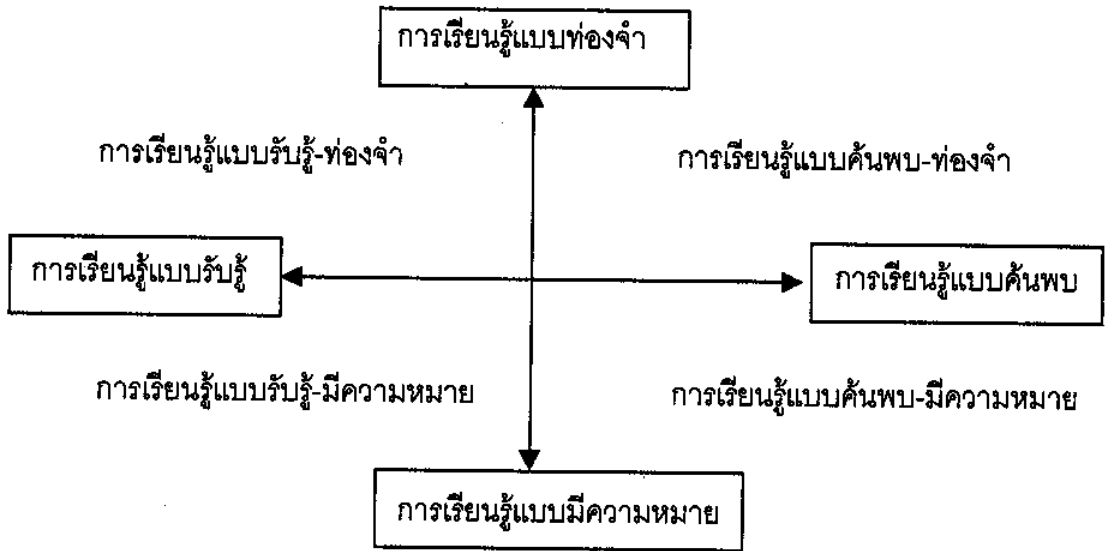 การเรียนรู้แบบท่องจำ
การเรียนรู้แบบรับรู้-ท่องจำ
การเรียนรู้แบบค้นพบ-ท่องจำ
การเรียนรู้แบบรับรู้
การเรียนรู้แบบค้นพบ
การเรียนรู้แบบรับรู้-มีความหมาย
การเรียนรู้แบบค้นพบ-มีความหมาย
การเรียนรู้แบบมีความหมาย